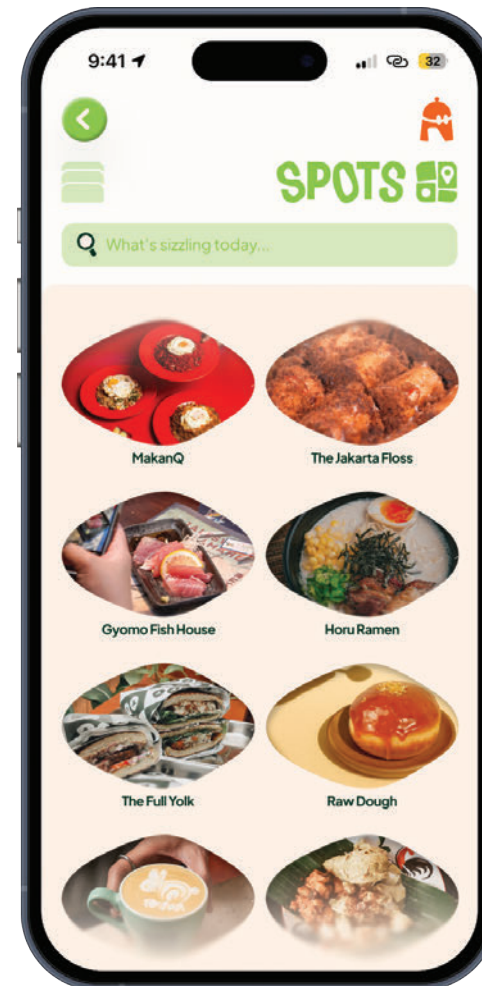 9:41
32
SPOTS
What's sizzling today...
MakanQ
The Jakarta Floss
Gyomo Fish House
Horu Ramen
The Full Yolk
Raw Dough